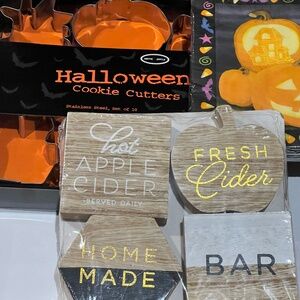 Halloween
Cookie Cutters
Stainless Steel, Set of 10
hot
APPLE
CIDER
SERVED DAILY
FRESH
Cider
HOME
MADE
BAR